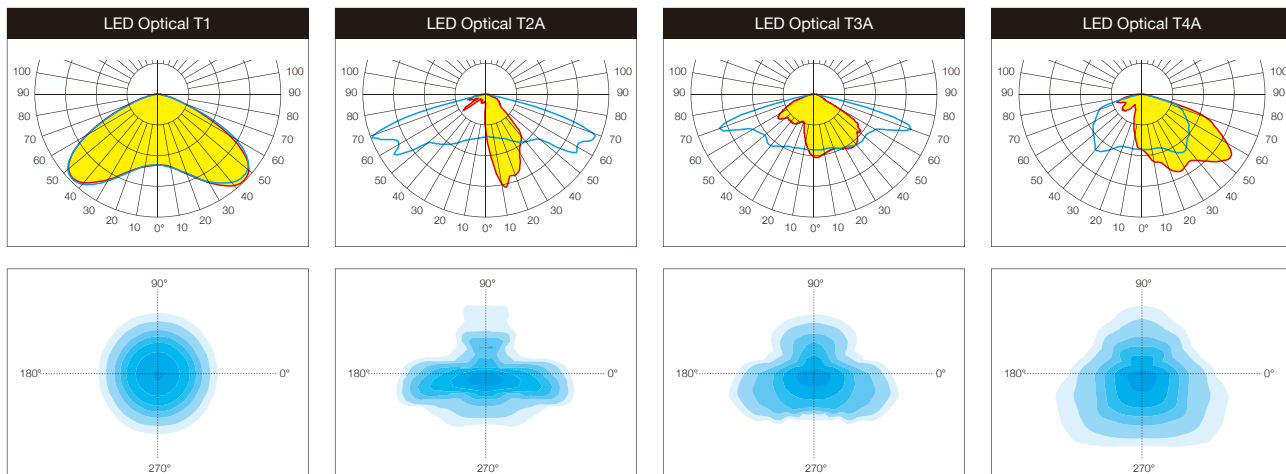 LED Optical T1
LED Optical T2A
LED Optical T3A
LED Optical T4A
100 100 100 100 100 100 100 100
90 90 90 90 90 90 90 90
80 80 80 80 80 80 80 80
70 70 70 70 70 70 70 70
60 60 60 60 60 60 60 60
50 50 50 50 50 50 50 50
40 40 40 40 40 40 40 40
30 30 30 30 30 30 30 30
20 20 20 20 20 20 20 20
10 0° 10 10 0° 10 10 0° 10 10 0° 10
90° 90° 90° 90°
180° 0° 180° 0° 180° 0° 180° 0°
270° 270° 270° 270°